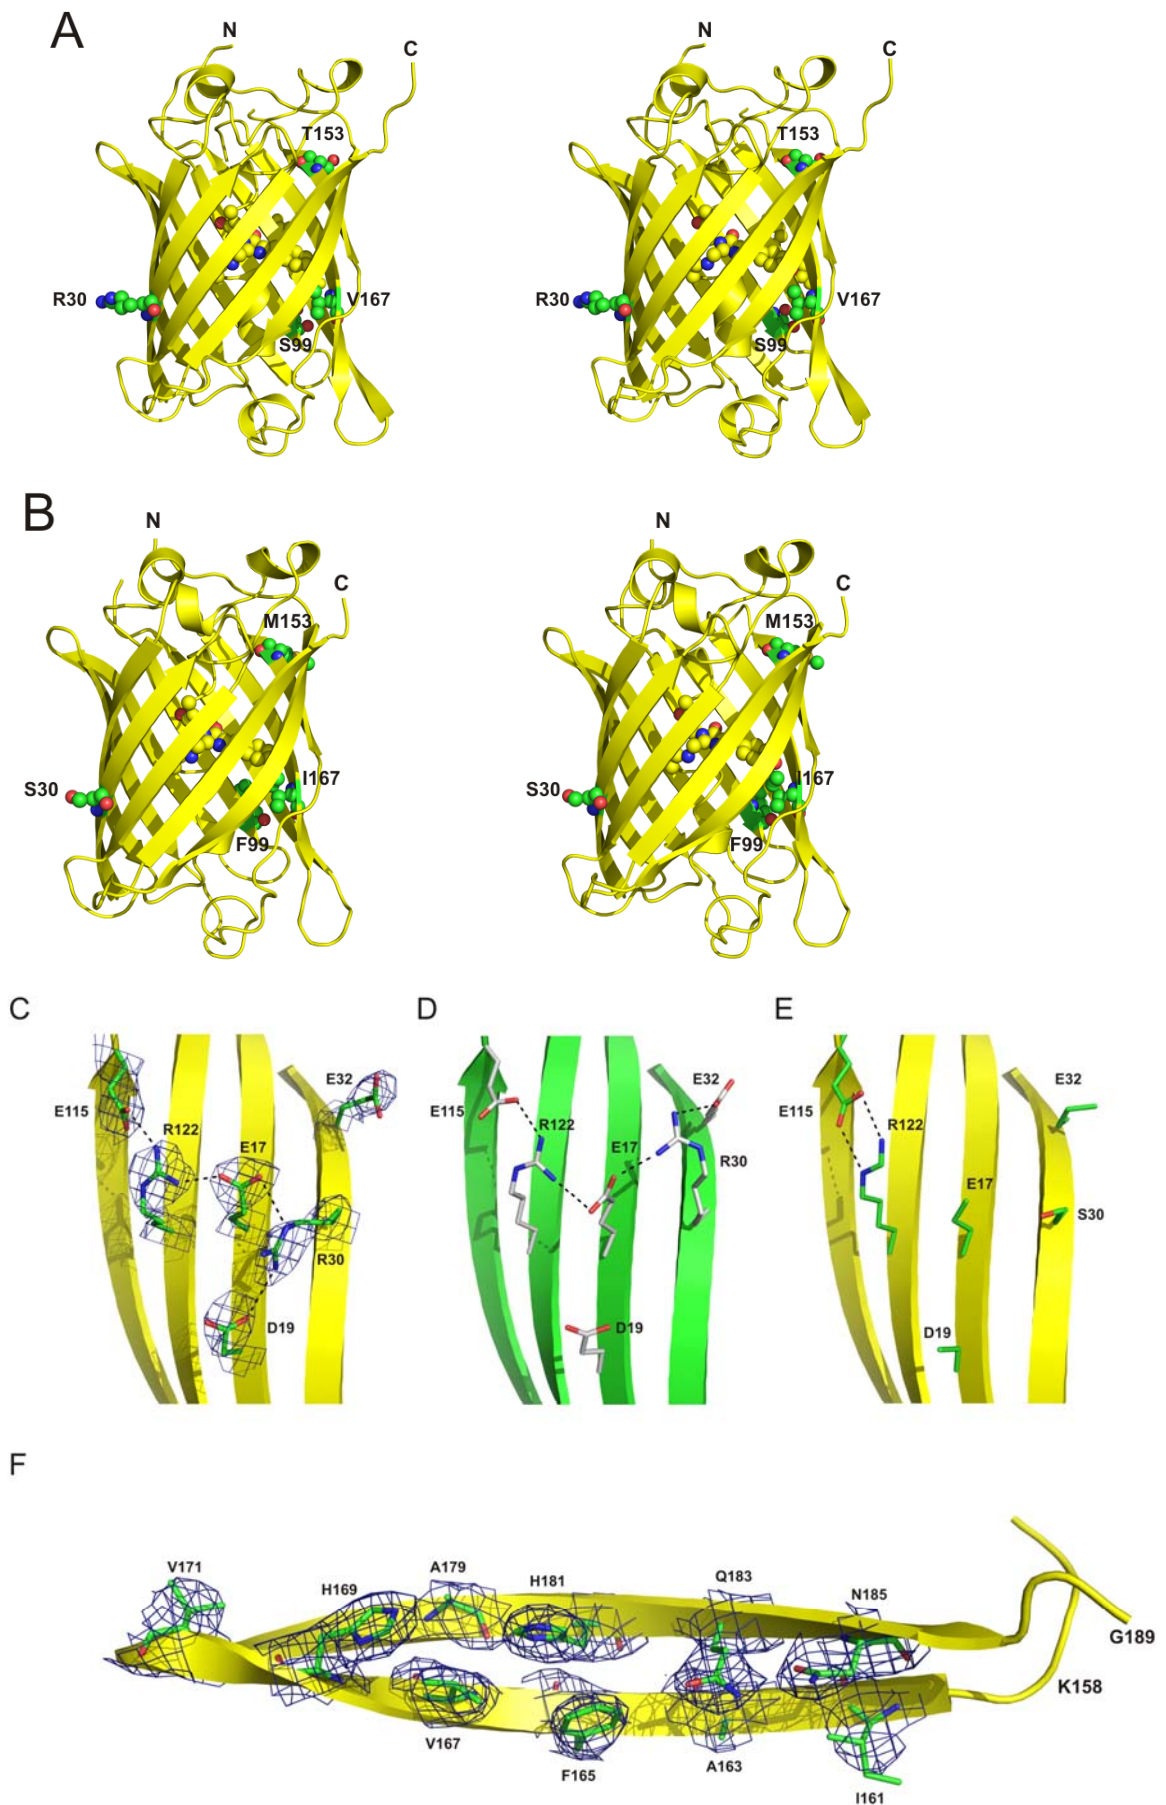 A
N
C
N
C
T153
T153
R30
V167
R30
V167
S99
S99
B
N
N
C
C
M153
M153
S30
I167
S30
I167
F99
F99
C
D
E
E115
R122
E17
E32
R30
D19
E115
R122
E17
E32
R30
D19
E115
R122
E17
E32
S30
D19
F
V171
H169
A179
H181
Q183
N185
G189
K158
V167
F165
A163
I161